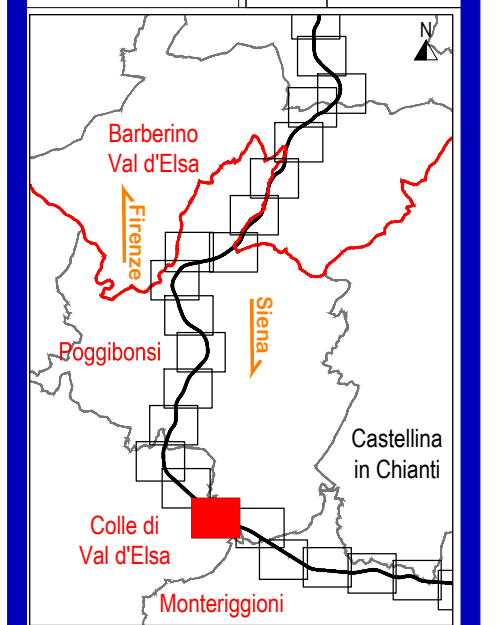 N
Barberino
Val d'Elsa
Firenze
Siena
Poggibonsi
Castellina
in Chianti
Colle di
Val d'Elsa
Monteriggioni